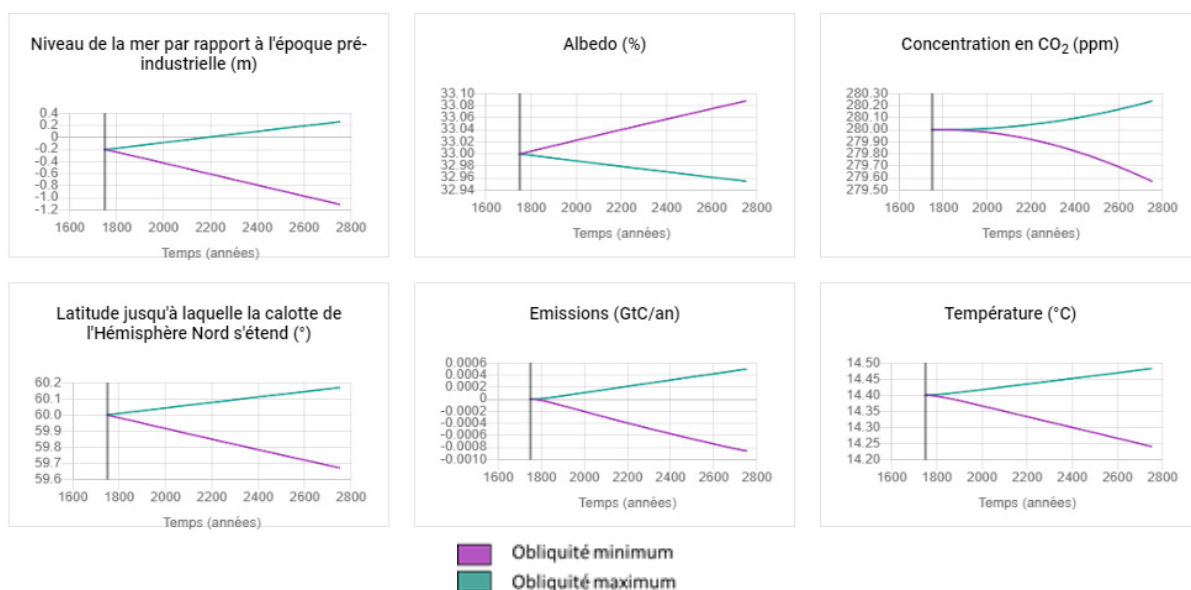 Niveau de la mer par rapport à l'époque pré-
industrielle (m)
0.4
0.2
0
-0.2
-0.4
-0.6
-0.8
-1.0
-1.2
1600 1800 2000 2200 2400 2600 2800
Temps (années)
Albedo (%)
33.10
33.08
33.06
33.04
33.02
33.00
32.98
32.96
32.94
1600 1800 2000 2200 2400 2600 2800
Temps (années)
Concentration en CO₂ (ppm)
280.30
280.20
280.10
280.00
279.90
279.80
279.70
279.60
279.50
1600 1800 2000 2200 2400 2600 2800
Temps (années)
Latitude jusqu'à laquelle la calotte de
l'Hémisphère Nord s'étend (°)
60.2
60.1
60.0
59.9
59.8
59.7
59.6
1600 1800 2000 2200 2400 2600 2800
Temps (années)
Emissions (GtC/an)
0.0006
0.0004
0.0002
0
-0.0002
-0.0004
-0.0006
-0.0008
-0.0010
1600 1800 2000 2200 2400 2600 2800
Temps (années)
Température (°C)
14.50
14.45
14.40
14.35
14.30
14.25
14.20
1600 1800 2000 2200 2400 2600 2800
Temps (années)
Obliquité minimum
Obliquité maximum